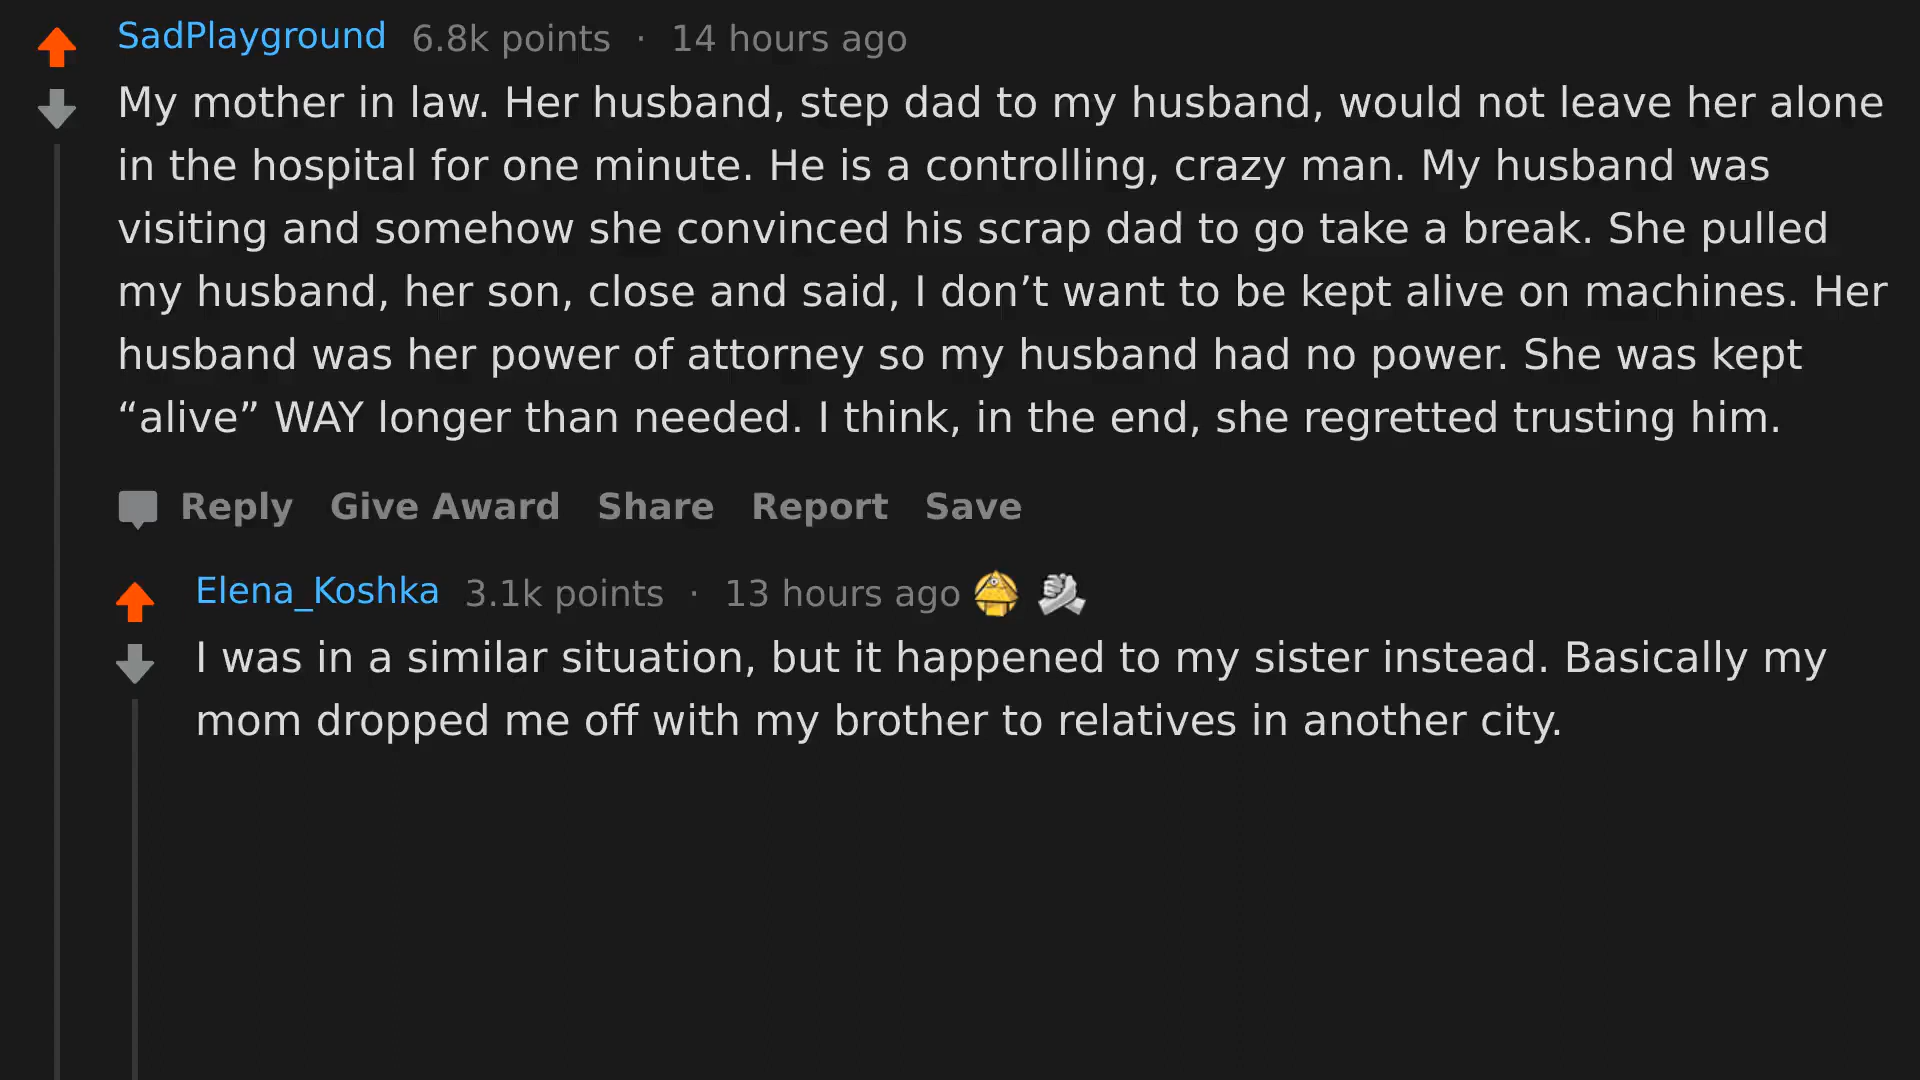 SadPlayground 6.8k points · 14 hours ago
My mother in law. Her husband, step dad to my husband, would not leave her alone
in the hospital for one minute. He is a controlling, crazy man. My husband was
visiting and somehow she convinced his scrap dad to go take a break. She pulled
my husband, her son, close and said, I don’t want to be kept alive on machines. Her
husband was her power of attorney so my husband had no power. She was kept
“alive” WAY longer than needed. I think, in the end, she regretted trusting him.
Reply Give Award Share Report Save
Elena_Koshka 3.1k points · 13 hours ago
I was in a similar situation, but it happened to my sister instead. Basically my
mom dropped me off with my brother to relatives in another city.